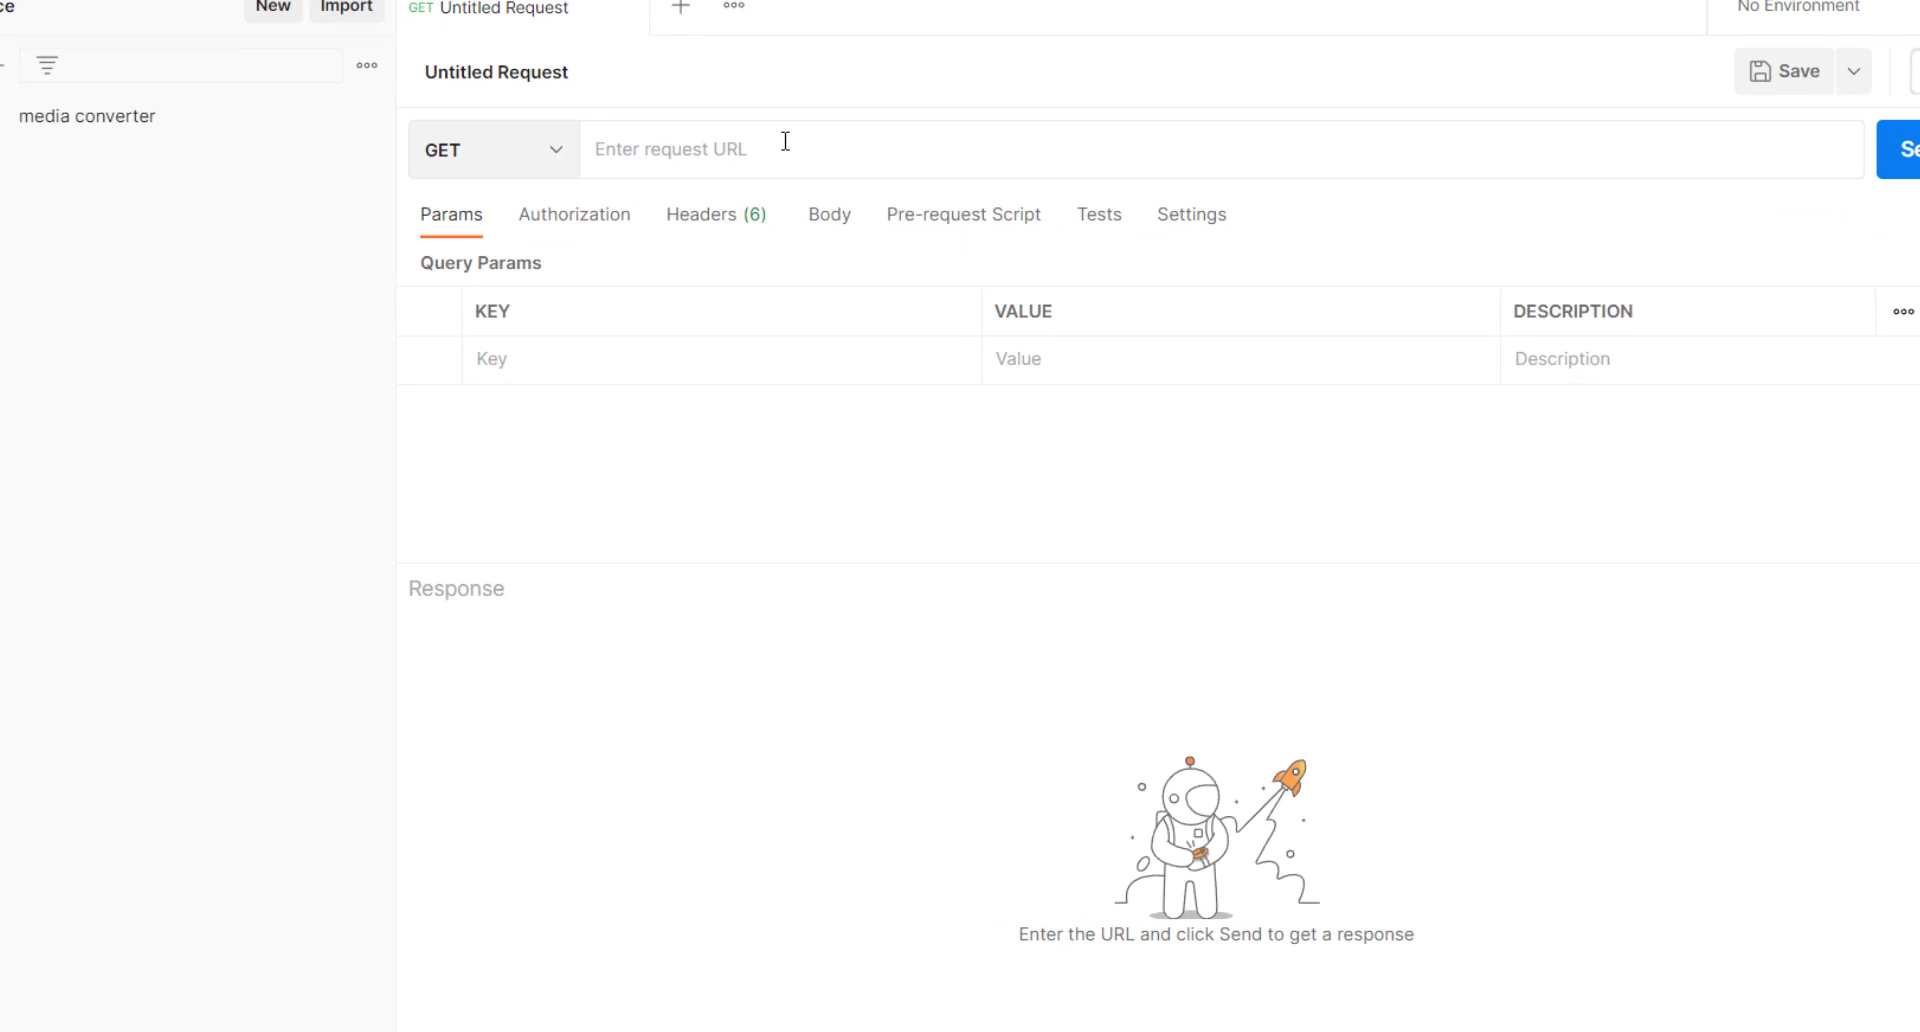 New Import
GET Untitled Request
No Environment
Untitled Request
Save
media converter
GET
Enter request URL
Params Authorization Headers (6) Body Pre-request Script Tests Settings
Query Params
KEY VALUE DESCRIPTION
Key Value Description
Response
Enter the URL and click Send to get a response